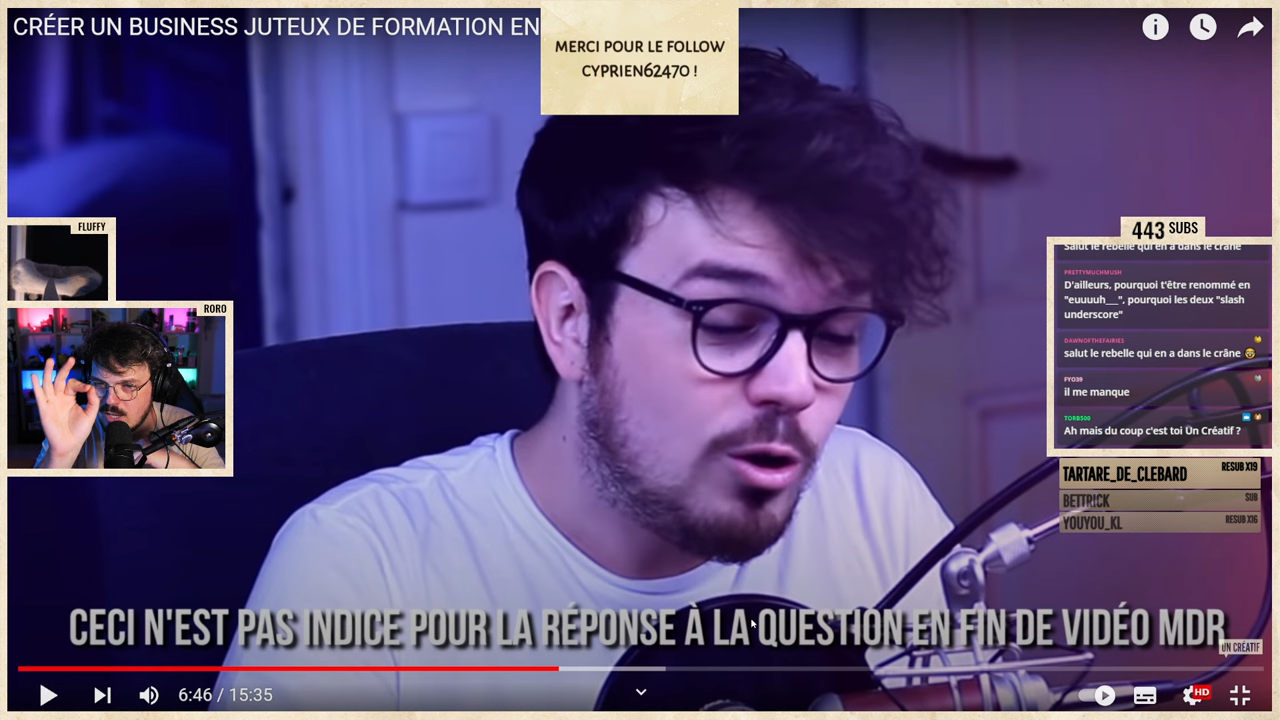 CRÉER UN BUSINESS JUTEUX DE FORMATION EN
MERCI POUR LE FOLLOW
CYPRIEN62470 !
FLUFFY
RORO
443 SUBS
Salut le rebelle qui en a dans le crâne
PRETTYMUCHMUSH
D'ailleurs, pourquoi t'être renommé en
"euuuuh__", pourquoi les deux "slash
underscore"
DAWNOFTHEFAIRIES
salut le rebelle qui en a dans le crâne
FYO39
il me manque
TORB500
Ah mais du coup c'est toi Un Créatif ?
TARTARE_DE_CLEBARD RESUB X19
BETTRICK SUB
YOUYOU_KL RESUB X16
CECI N'EST PAS INDICE POUR LA RÉPONSE À LA QUESTION EN FIN DE VIDÉO MDR
UN CRÉATIF
6:46 / 15:35
HD